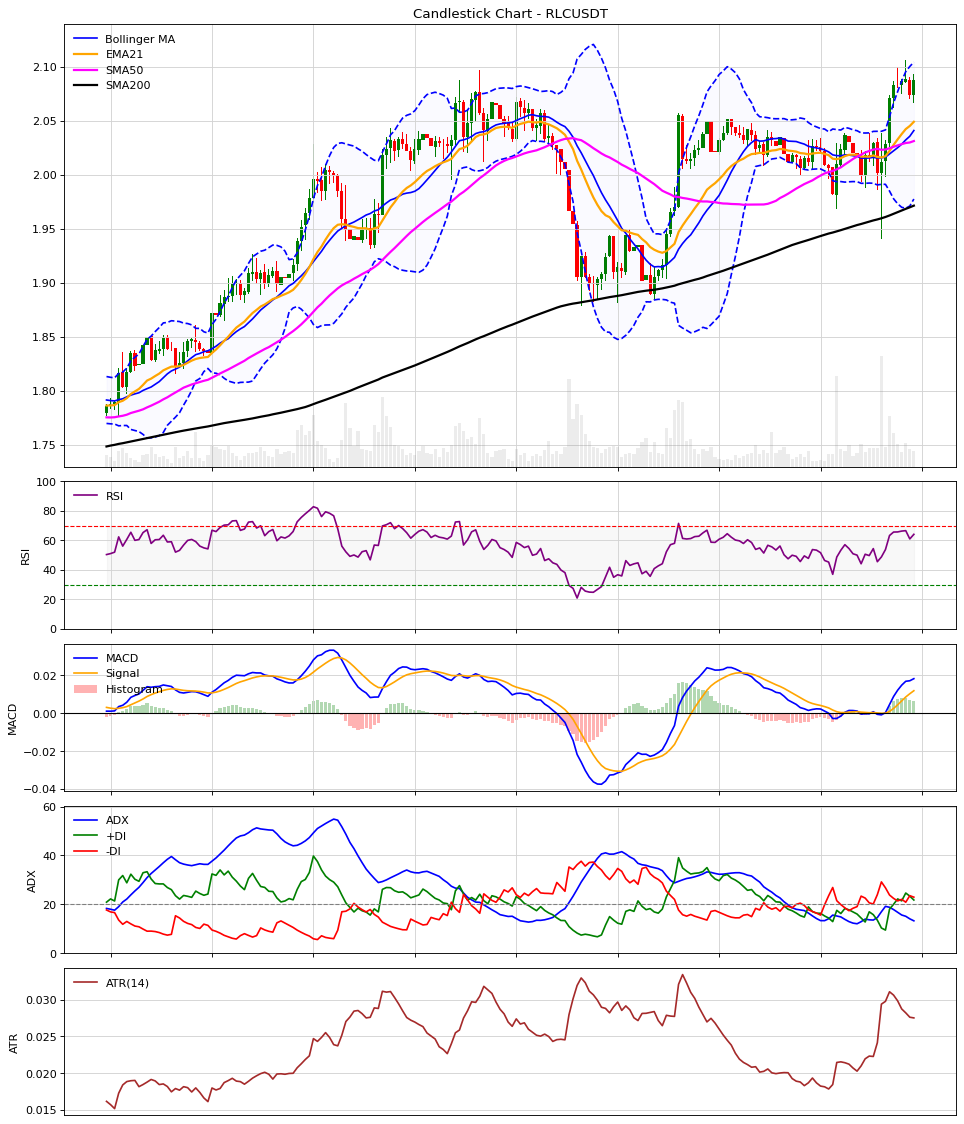 Candlestick Chart - RLCUSDT
Bollinger MA
EMA21
SMA50
SMA200
2.10
2.05
2.00
1.95
1.90
1.85
1.80
1.75
RSI
100
80
60
40
20
0
RSI
MACD
Signal
Histogram
0.02
0.00
−0.02
−0.04
MACD
ADX
+DI
-DI
60
40
20
0
ADX
ATR(14)
0.030
0.025
0.020
0.015
ATR